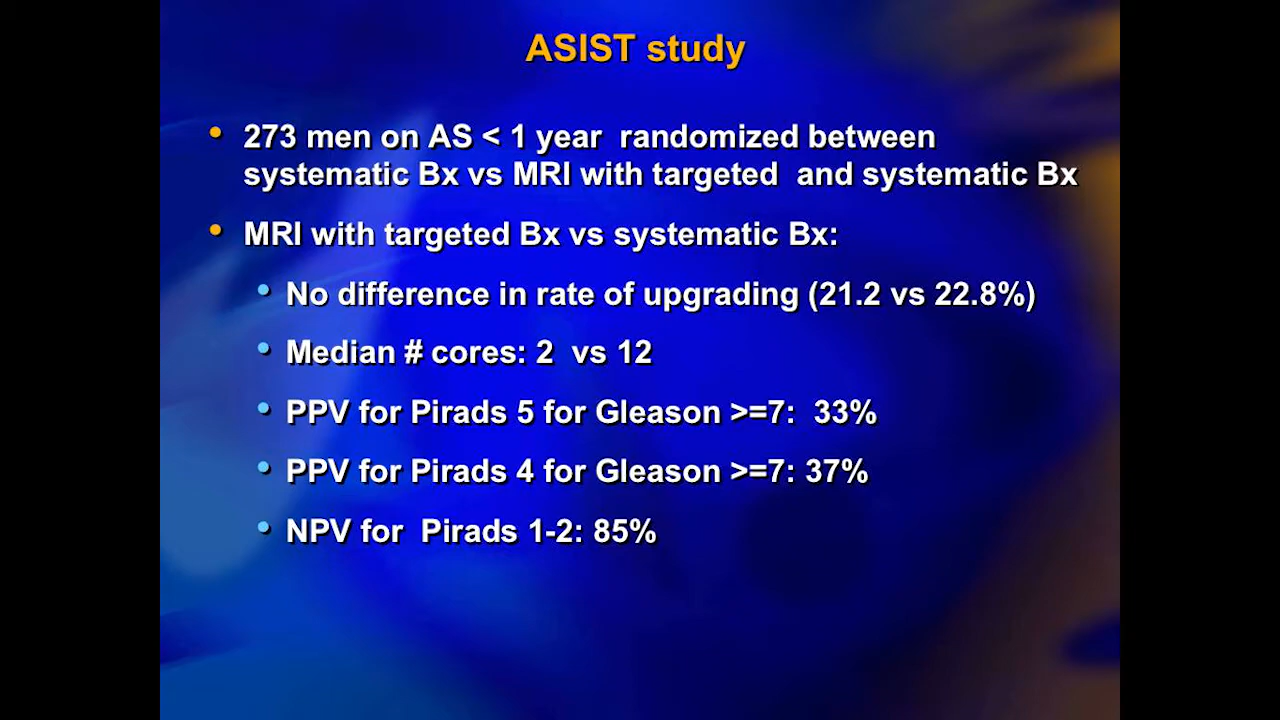 ASIST study
• 273 men on AS < 1 year randomized between
systematic Bx vs MRI with targeted and systematic Bx
• MRI with targeted Bx vs systematic Bx:
• No difference in rate of upgrading (21.2 vs 22.8%)
• Median # cores: 2 vs 12
• PPV for Pirads 5 for Gleason >=7: 33%
• PPV for Pirads 4 for Gleason >=7: 37%
• NPV for Pirads 1-2: 85%